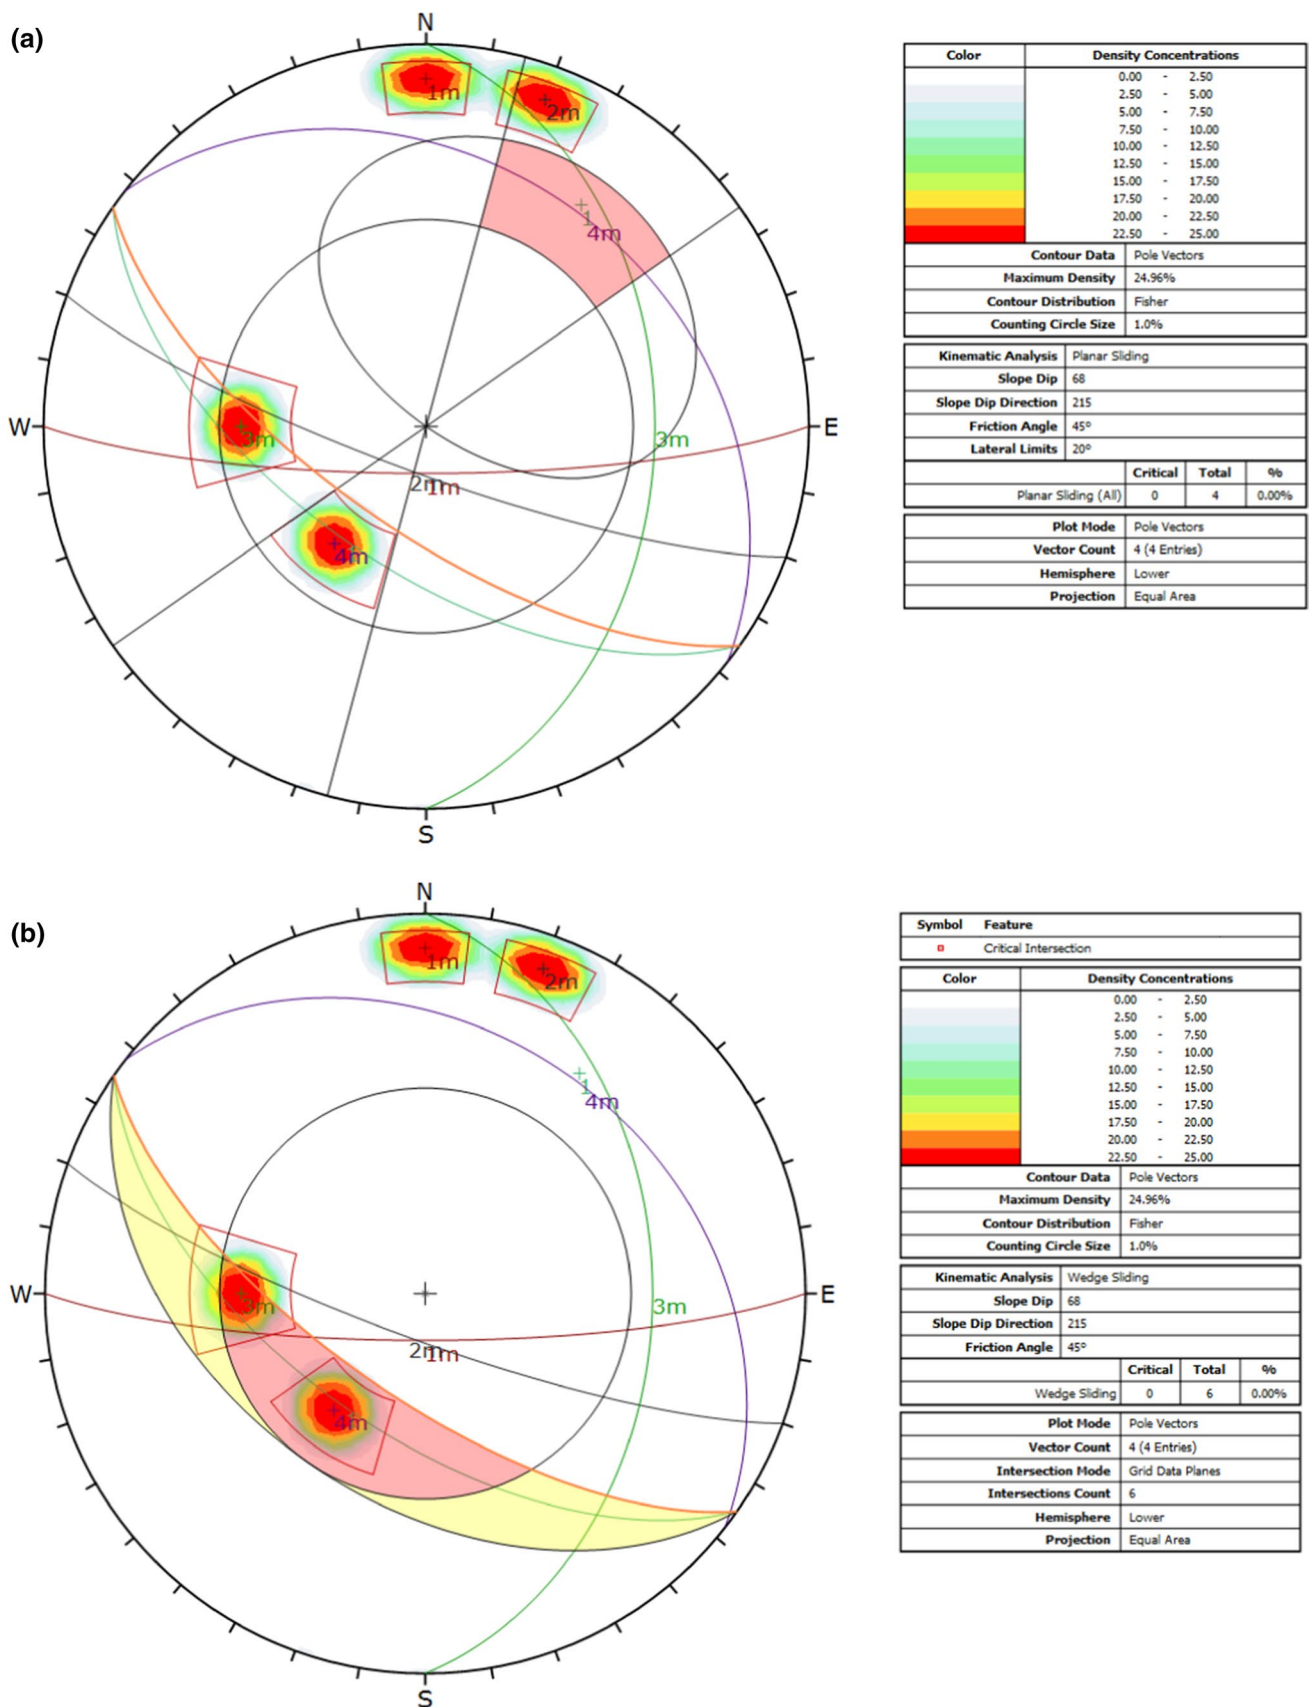 (a)
N
1m
2m
1
4m
W
E
3m
3m
2m
1m
4m
S
Color Density Concentrations
0.00 - 2.50
2.50 - 5.00
5.00 - 7.50
7.50 - 10.00
10.00 - 12.50
12.50 - 15.00
15.00 - 17.50
17.50 - 20.00
20.00 - 22.50
22.50 - 25.00
Contour Data Pole Vectors
Maximum Density 24.96%
Contour Distribution Fisher
Counting Circle Size 1.0%
Kinematic Analysis Planar Sliding
Slope Dip 68
Slope Dip Direction 215
Friction Angle 45°
Lateral Limits 20°
Critical Total %
Planar Sliding (All) 0 4 0.00%
Plot Mode Pole Vectors
Vector Count 4 (4 Entries)
Hemisphere Lower
Projection Equal Area
(b)
N
1m
2m
1
4m
W
E
3m
3m
2m
1m
4m
S
Symbol Feature
Critical Intersection
Color Density Concentrations
0.00 - 2.50
2.50 - 5.00
5.00 - 7.50
7.50 - 10.00
10.00 - 12.50
12.50 - 15.00
15.00 - 17.50
17.50 - 20.00
20.00 - 22.50
22.50 - 25.00
Contour Data Pole Vectors
Maximum Density 24.96%
Contour Distribution Fisher
Counting Circle Size 1.0%
Kinematic Analysis Wedge Sliding
Slope Dip 68
Slope Dip Direction 215
Friction Angle 45°
Critical Total %
Wedge Sliding 0 6 0.00%
Plot Mode Pole Vectors
Vector Count 4 (4 Entries)
Intersection Mode Grid Data Planes
Intersections Count 6
Hemisphere Lower
Projection Equal Area